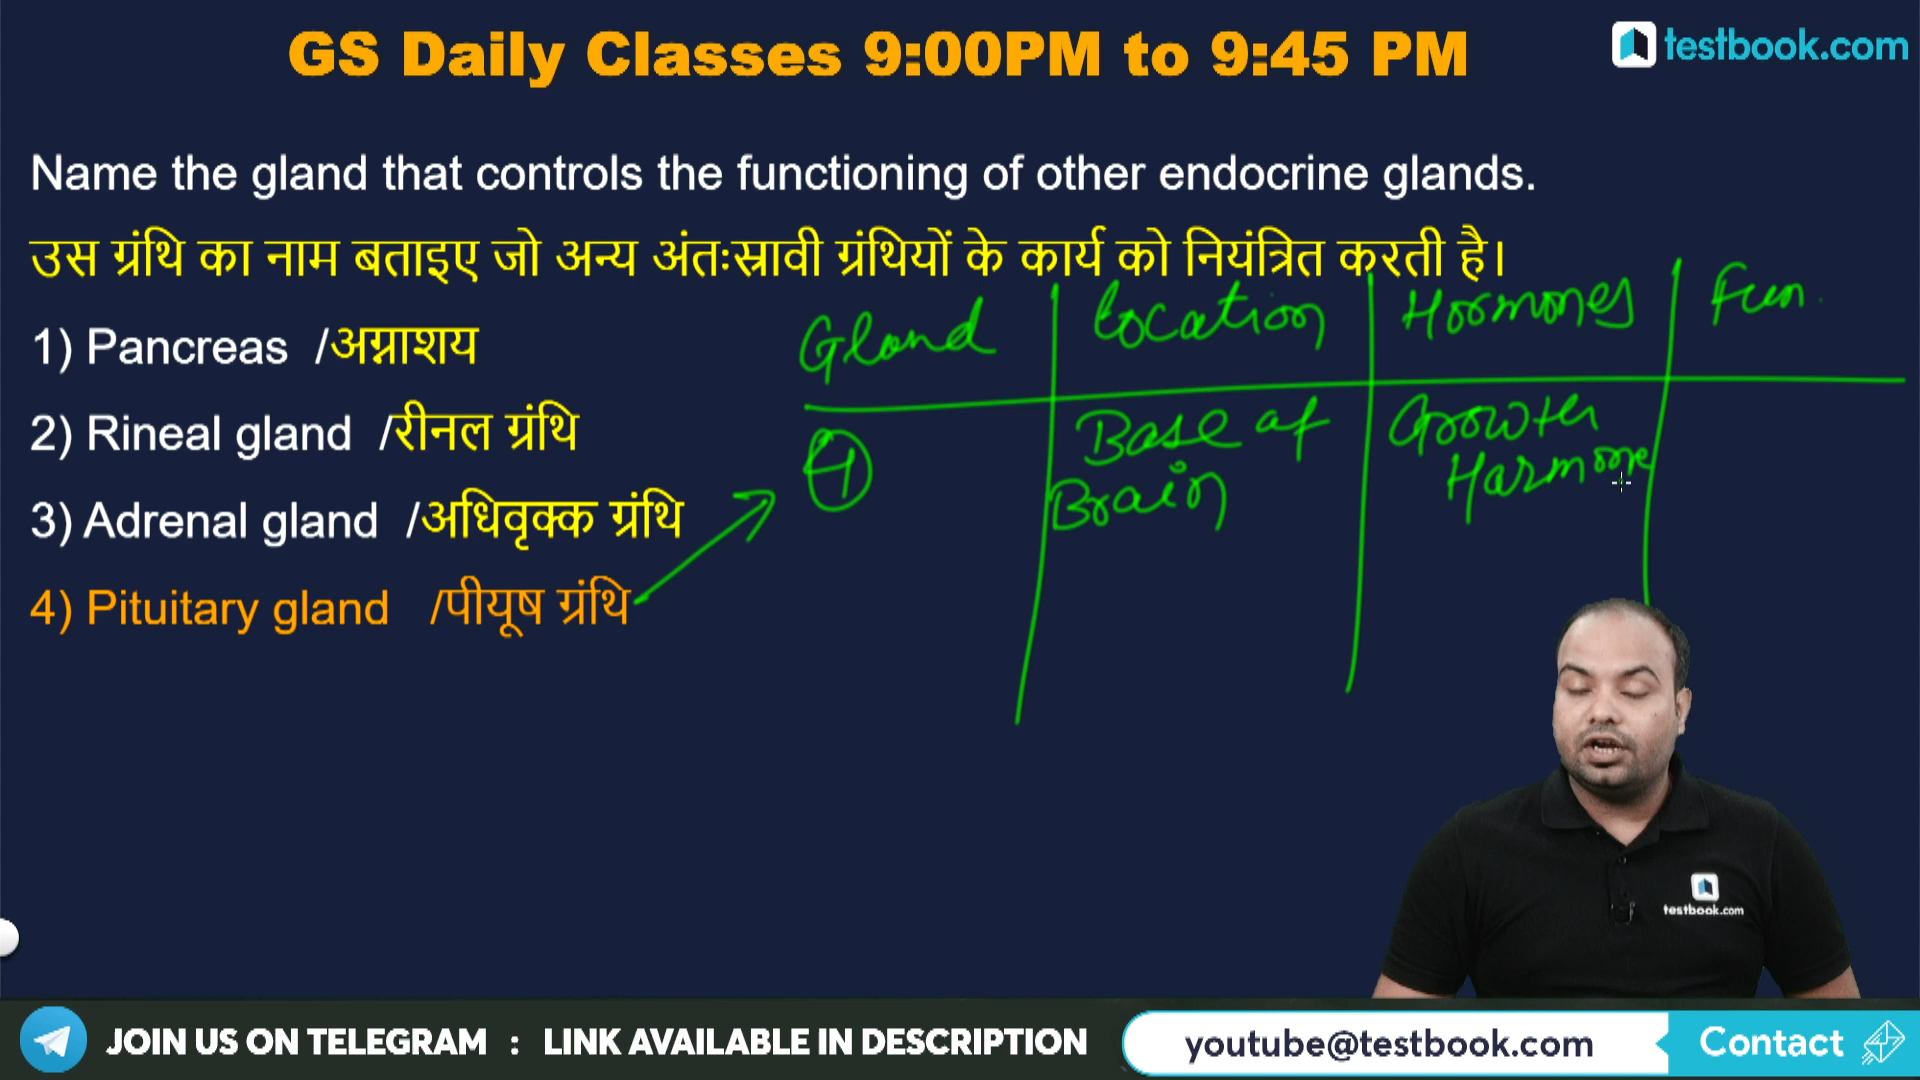 GS Daily Classes 9:00PM to 9:45 PM
testbook.com
Name the gland that controls the functioning of other endocrine glands.
उस ग्रंथि का नाम बताइए जो अन्य अंतःस्रावी ग्रंथियों के कार्य को नियंत्रित करती है।
1) Pancreas /अग्नाशय
2) Rineal gland /रीनल ग्रंथि
3) Adrenal gland /अधिवृक्क ग्रंथि
4) Pituitary gland /पीयूष ग्रंथि
Gland Location Hormones Fun.
4 Base of Growth
Brain Harmone
testbook.com
JOIN US ON TELEGRAM : LINK AVAILABLE IN DESCRIPTION
youtube@testbook.com
Contact